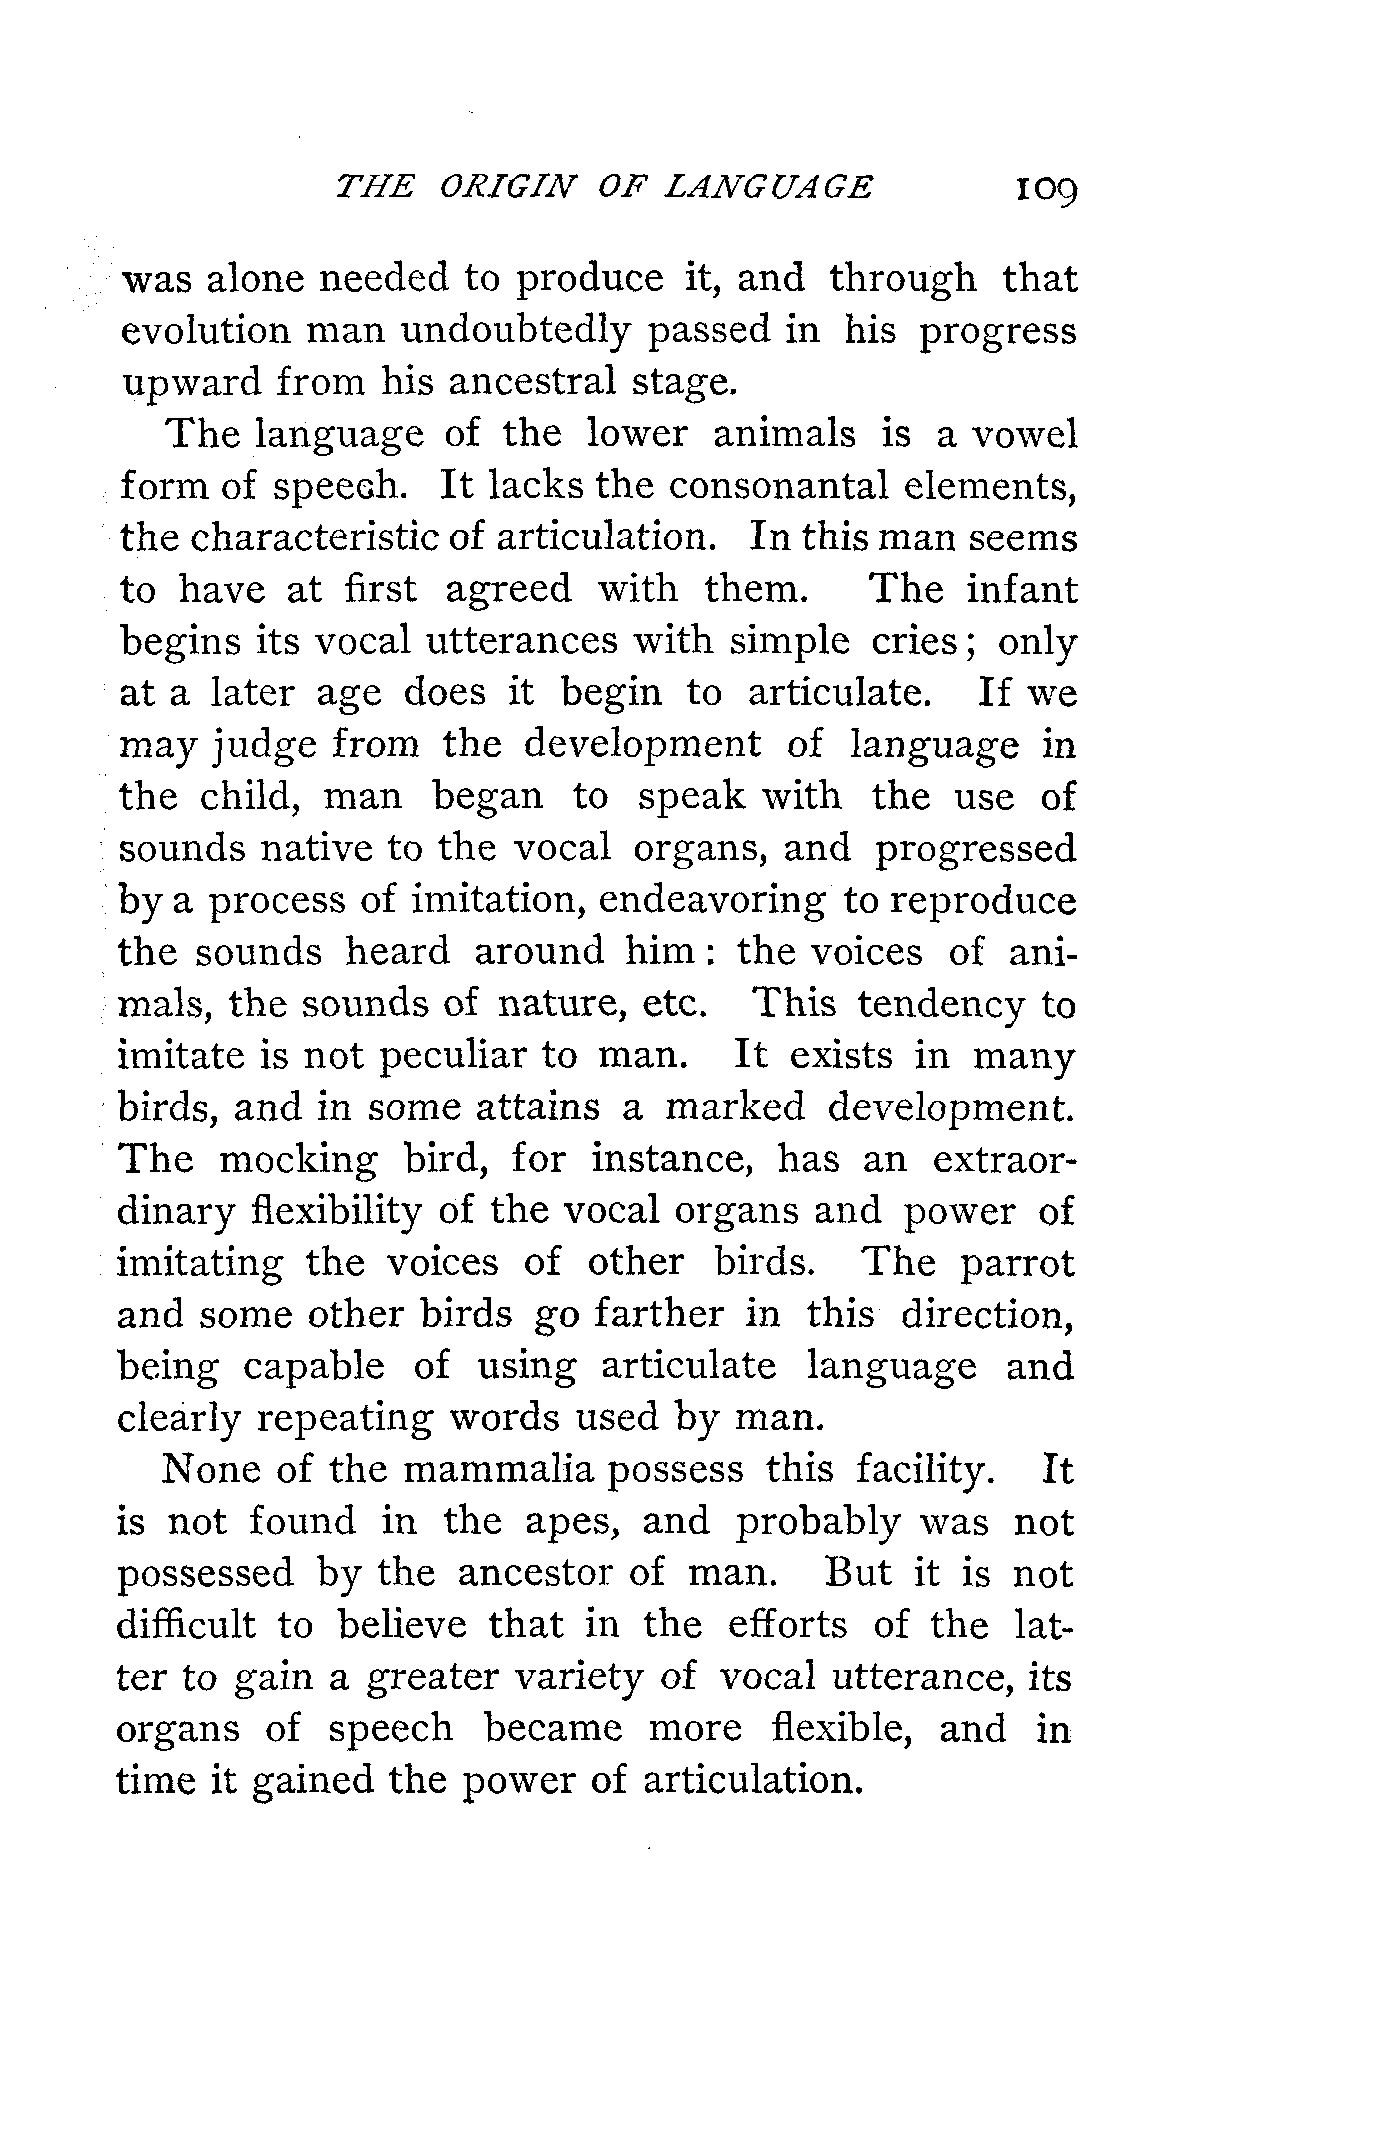 THE ORIGIN OF LANGUAGE 109
was alone needed to produce it, and through that
evolution man undoubtedly passed in his progress
upward from his ancestral stage.
The language of the lower animals is a vowel
form of speech. It lacks the consonantal elements,
the characteristic of articulation. In this man seems
to have at first agreed with them. The infant
begins its vocal utterances with simple cries; only
at a later age does it begin to articulate. If we
may judge from the development of language in
the child, man began to speak with the use of
sounds native to the vocal organs, and progressed
by a process of imitation, endeavoring to reproduce
the sounds heard around him: the voices of ani-
mals, the sounds of nature, etc. This tendency to
imitate is not peculiar to man. It exists in many
birds, and in some attains a marked development.
The mocking bird, for instance, has an extraor-
dinary flexibility of the vocal organs and power of
imitating the voices of other birds. The parrot
and some other birds go farther in this direction,
being capable of using articulate language and
clearly repeating words used by man.
None of the mammalia possess this facility. It
is not found in the apes, and probably was not
possessed by the ancestor of man. But it is not
difficult to believe that in the efforts of the lat-
ter to gain a greater variety of vocal utterance, its
organs of speech became more flexible, and in
time it gained the power of articulation.